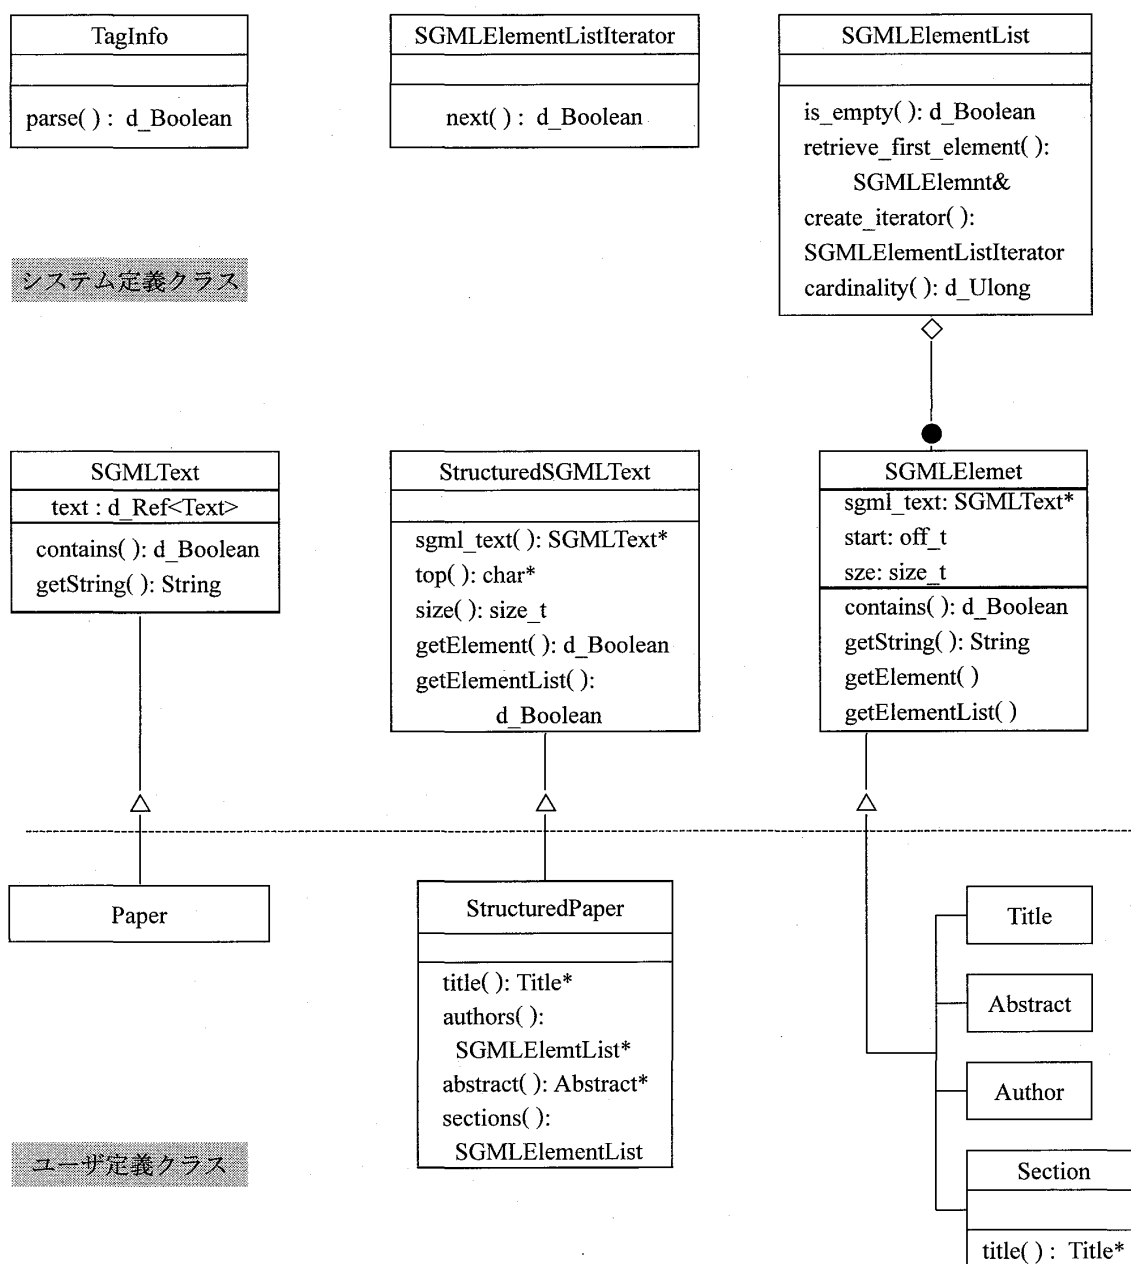 TagInfo
parse( ) : d_Boolean
SGMLElementListIterator
next( ) : d_Boolean
SGMLElementList
is_empty( ): d_Boolean
retrieve_first_element( ):
SGMLElemnt&
create_iterator( ):
SGMLElementListIterator
cardinality( ): d_Ulong
システム定義クラス
SGMLText
text : d_Ref<Text>
contains( ): d_Boolean
getString( ): String
StructuredSGMLText
sgml_text( ): SGMLText*
top( ): char*
size( ): size_t
getElement( ): d_Boolean
getElementList( ):
d_Boolean
SGMLElemet
sgml_text: SGMLText*
start: off_t
sze: size_t
contains( ): d_Boolean
getString( ): String
getElement( )
getElementList( )
Paper
StructuredPaper
title( ): Title*
authors( ):
SGMLElemtList*
abstract( ): Abstract*
sections( ):
SGMLElementList
Title
Abstract
Author
Section
title( ) : Title*
ユーザ定義クラス